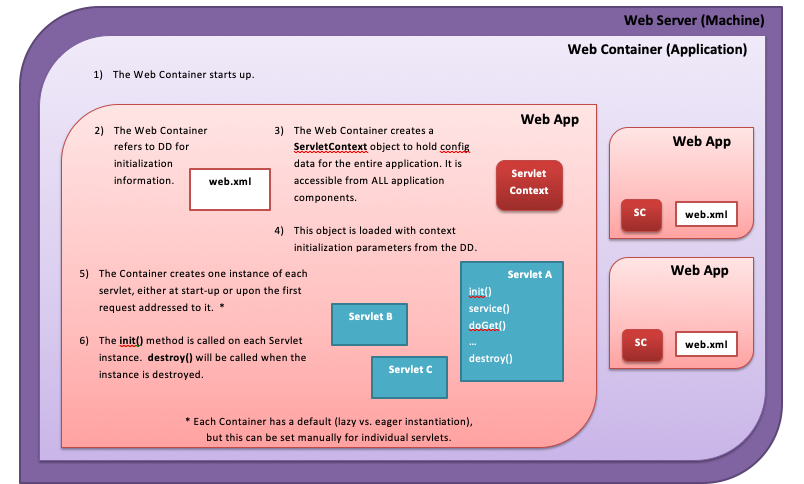 Web Server (Machine)
Web Container (Application)
1) The Web Container starts up.
Web App
2) The Web Container
refers to DD for
initialization
information.
web.xml
3) The Web Container creates a
ServletContext object to hold config
data for the entire application. It is
accessible from ALL application
components.
Servlet
Context
4) This object is loaded with context
initialization parameters from the DD.
5) The Container creates one instance of each
servlet, either at start-up or upon the first
request addressed to it. *
6) The init() method is called on each Servlet
instance. destroy() will be called when the
instance is destroyed.
Servlet B
Servlet C
Servlet A
init()
service()
doGet()
...
destroy()
* Each Container has a default (lazy vs. eager instantiation),
but this can be set manually for individual servlets.
Web App
SC
web.xml
Web App
SC
web.xml